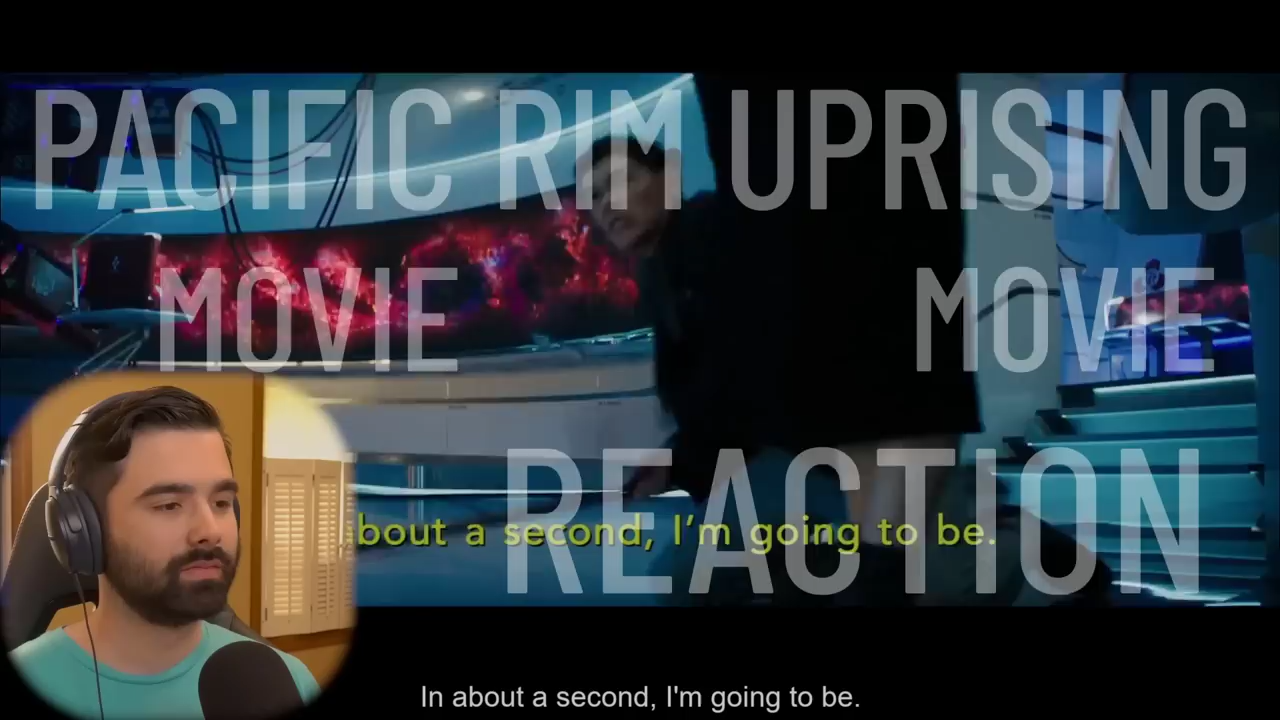 PACIFIC RIM UPRISING
MOVIE MOVIE
REACTION
bout a second, I'm going to be.
In about a second, I'm going to be.